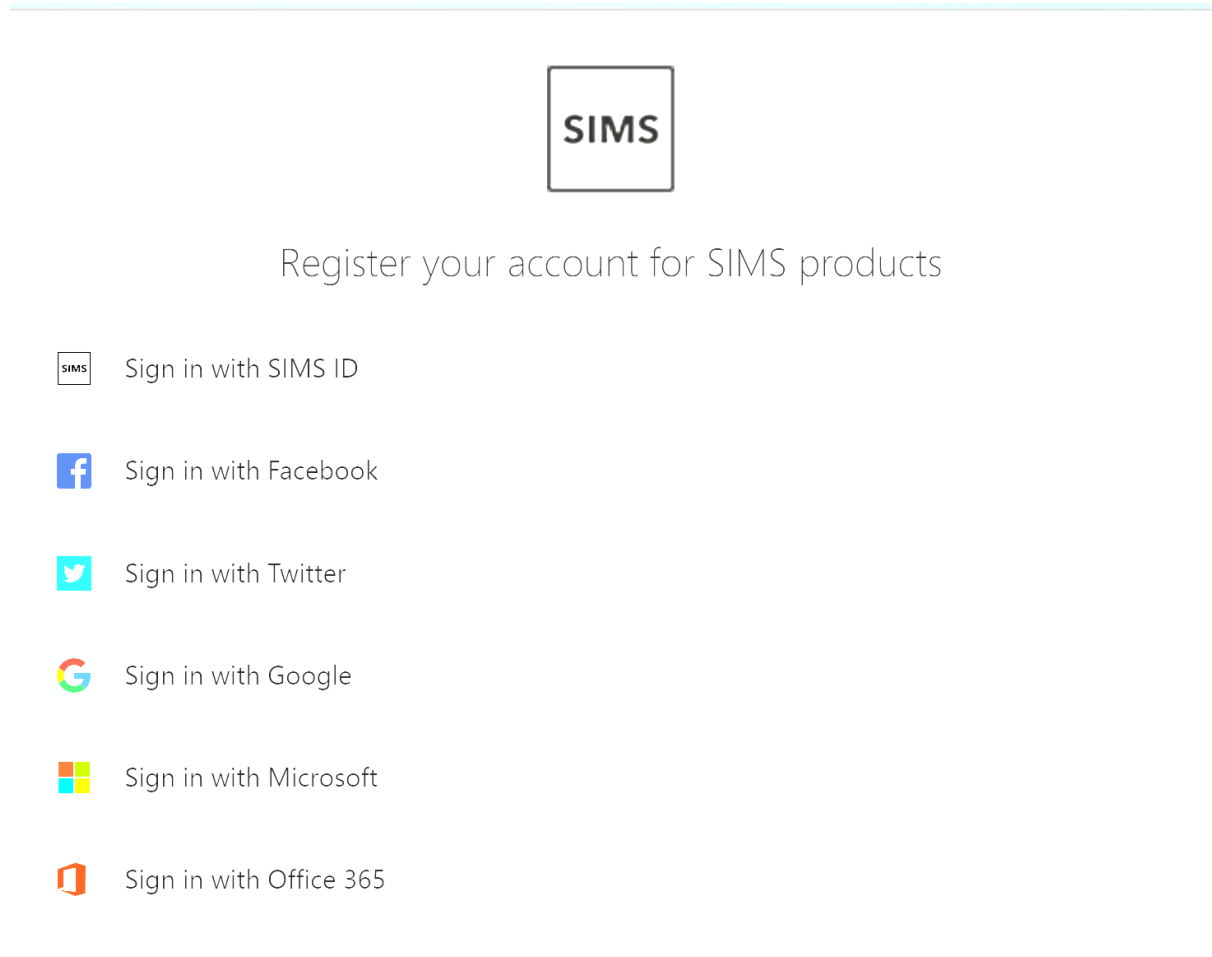 SIMS
Register your account for SIMS products
SIMS Sign in with SIMS ID
Sign in with Facebook
Sign in with Twitter
Sign in with Google
Sign in with Microsoft
Sign in with Office 365